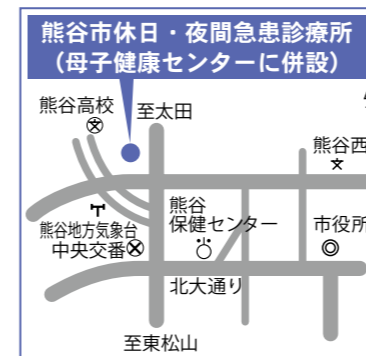 熊谷市休日・夜間急患診療所
（母子健康センターに併設）
熊谷高校
至太田
熊谷西
熊谷地方気象台
中央交番
熊谷
保健センター
市役所
北大通り
至東松山